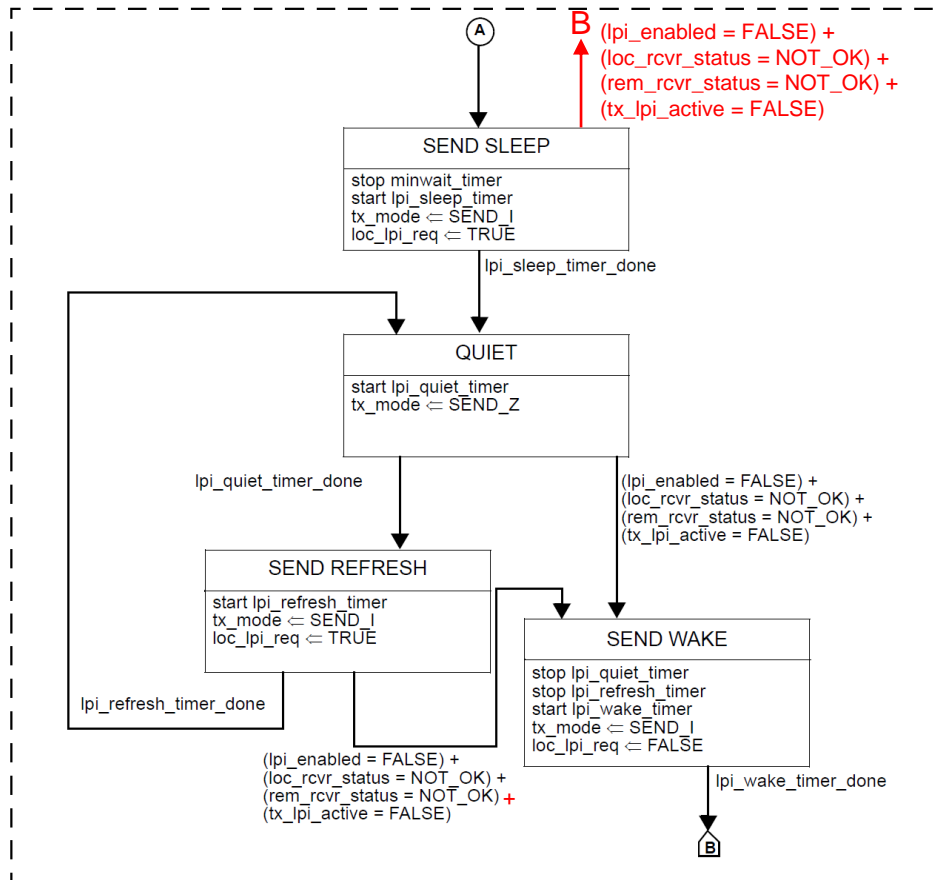 A
B
(lpi_enabled = FALSE) +
(loc_rcvr_status = NOT_OK) +
(rem_rcvr_status = NOT_OK) +
(tx_lpi_active = FALSE)
SEND SLEEP
stop minwait_timer
start lpi_sleep_timer
tx_mode ⇐ SEND_I
loc_lpi_req ⇐ TRUE
lpi_sleep_timer_done
QUIET
start lpi_quiet_timer
tx_mode ⇐ SEND_Z
lpi_quiet_timer_done
(lpi_enabled = FALSE) +
(loc_rcvr_status = NOT_OK) +
(rem_rcvr_status = NOT_OK) +
(tx_lpi_active = FALSE)
SEND REFRESH
start lpi_refresh_timer
tx_mode ⇐ SEND_I
loc_lpi_req ⇐ TRUE
SEND WAKE
stop lpi_quiet_timer
stop lpi_refresh_timer
start lpi_wake_timer
tx_mode ⇐ SEND_I
loc_lpi_req ⇐ FALSE
lpi_refresh_timer_done
(lpi_enabled = FALSE) +
(loc_rcvr_status = NOT_OK) +
(rem_rcvr_status = NOT_OK) +
(tx_lpi_active = FALSE)
lpi_wake_timer_done
B